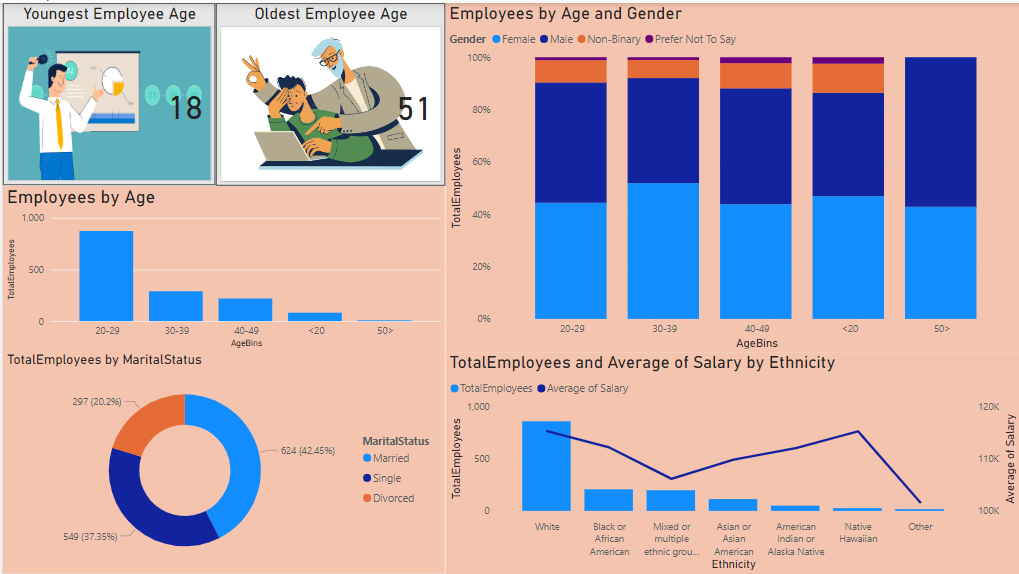 Youngest Employee Age
18
Oldest Employee Age
51
Employees by Age
TotalEmployees
1,000
500
0
20-29
30-39
40-49
<20
50>
AgeBins
TotalEmployees by MaritalStatus
297 (20.2%)
624 (42.45%)
549 (37.35%)
MaritalStatus
Married
Single
Divorced
Employees by Age and Gender
Gender Female Male Non-Binary Prefer Not To Say
TotalEmployees
100%
80%
60%
40%
20%
0%
20-29
30-39
40-49
<20
50>
AgeBins
TotalEmployees and Average of Salary by Ethnicity
TotalEmployees Average of Salary
TotalEmployees
1,000
500
0
120K
110K
100K
Average of Salary
White
Black or
African
American
Mixed or
multiple
ethnic grou...
Asian or
Asian
American
American
Indian or
Alaska Native
Native
Hawaiian
Other
Ethnicity